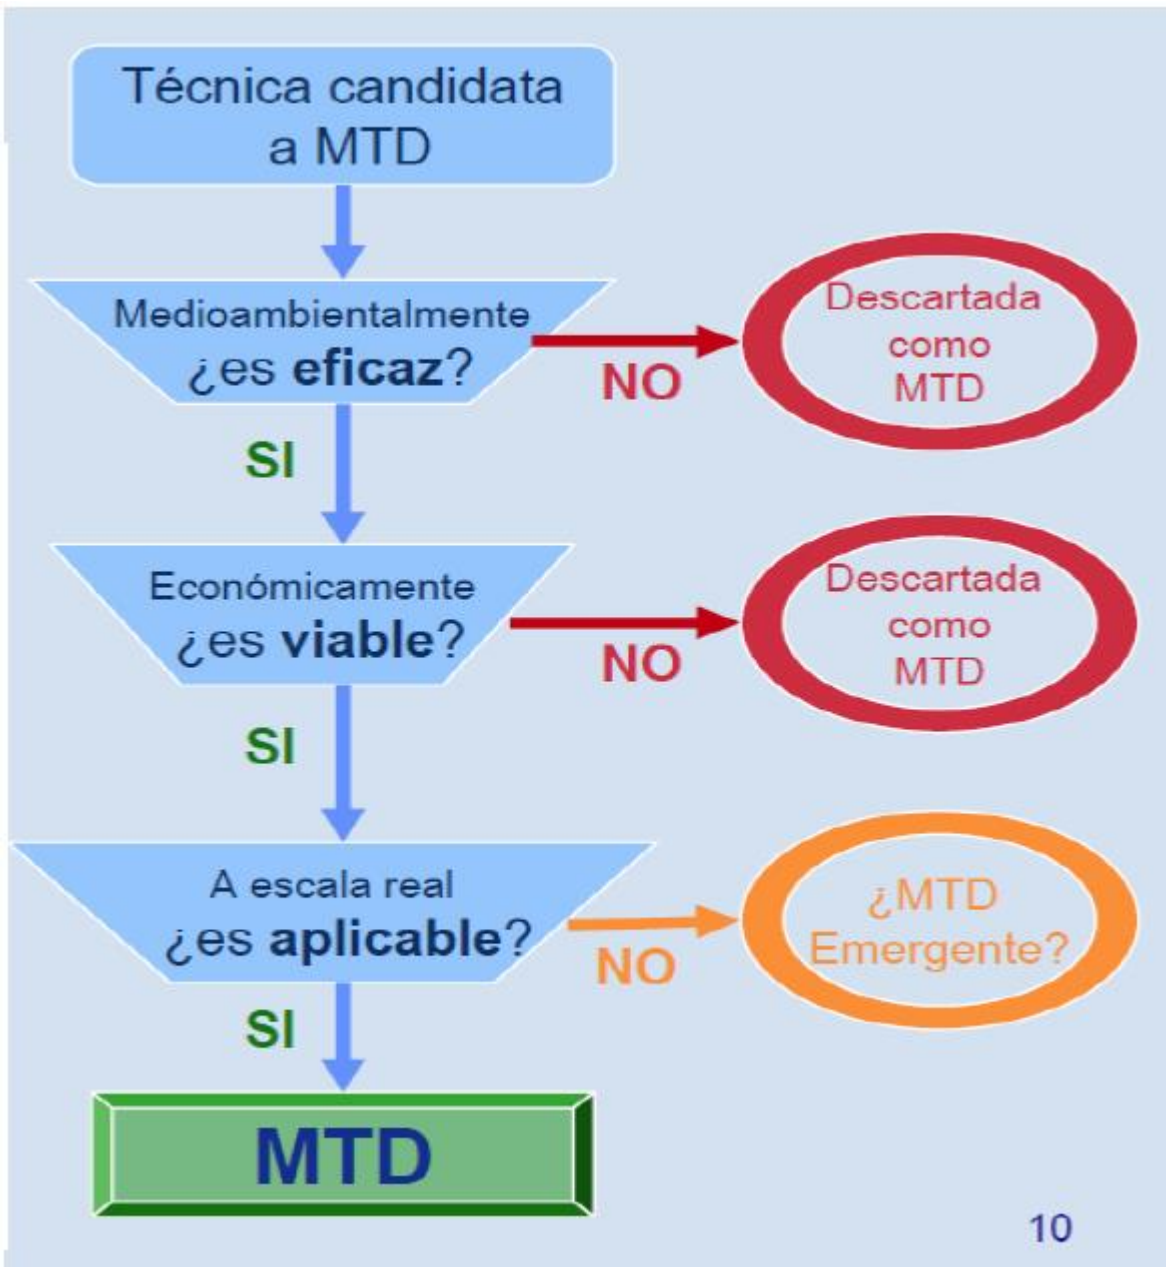 Técnica candidata
a MTD
Medioambientalmente
¿es eficaz?
NO
Descartada
como
MTD
SI
Económicamente
¿es viable?
NO
Descartada
como
MTD
SI
A escala real
¿es aplicable?
NO
¿MTD
Emergente?
SI
MTD
10